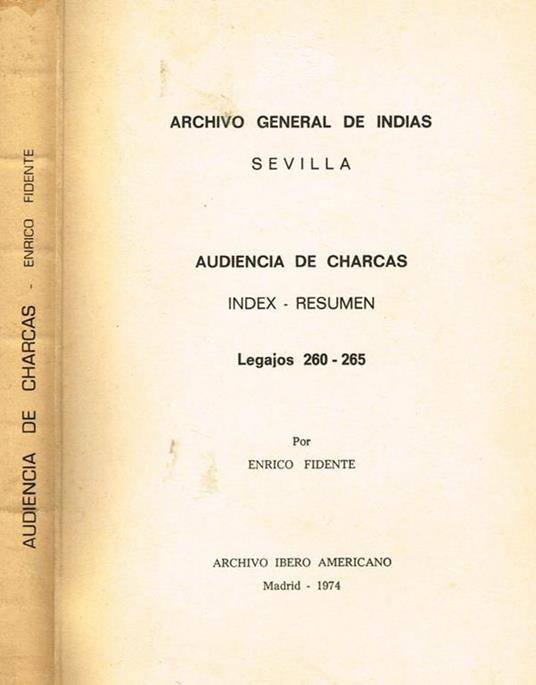 AUDIENCIA DE CHARCAS - ENRICO FIDENTE
ARCHIVO GENERAL DE INDIAS
SEVILLA
AUDIENCIA DE CHARCAS
INDEX - RESUMEN
Legajos 260 - 265
Por
ENRICO FIDENTE
ARCHIVO IBERO AMERICANO
Madrid - 1974